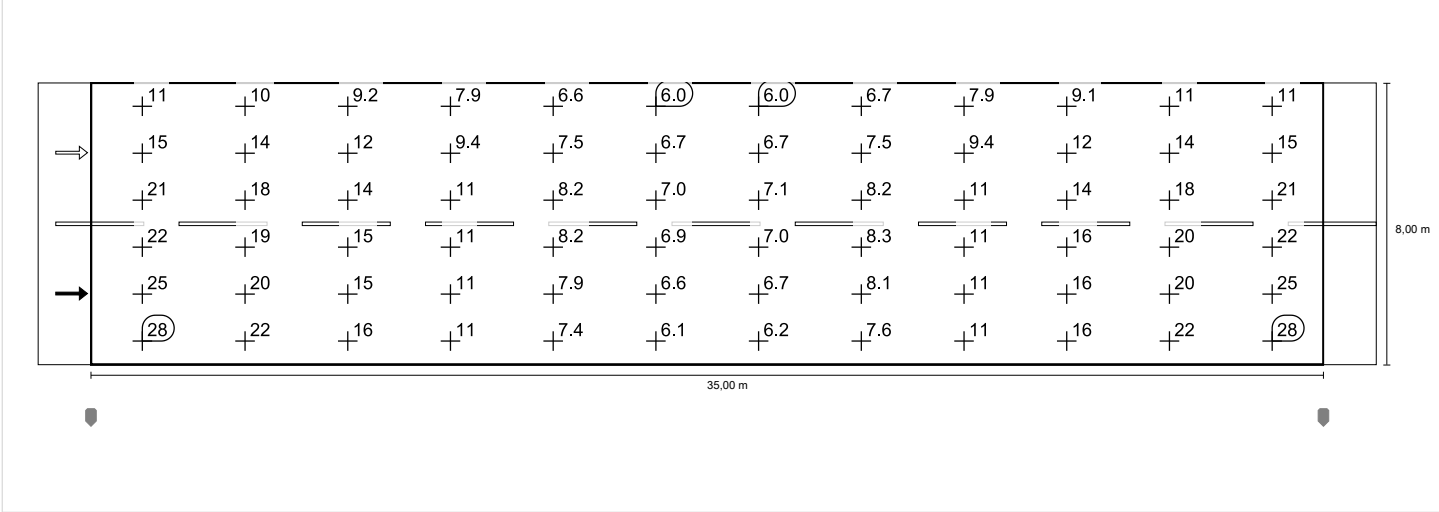 11 10 9.2 7.9 6.6 6.0 6.0 6.7 7.9 9.1 11 11
15 14 12 9.4 7.5 6.7 6.7 7.5 9.4 12 14 15
21 18 14 11 8.2 7.0 7.1 8.2 11 14 18 21
8,00 m
22 19 15 11 8.2 6.9 7.0 8.3 11 16 20 22
25 20 15 11 7.9 6.6 6.7 8.1 11 16 20 25
28 22 16 11 7.4 6.1 6.2 7.6 11 16 22 28
35,00 m